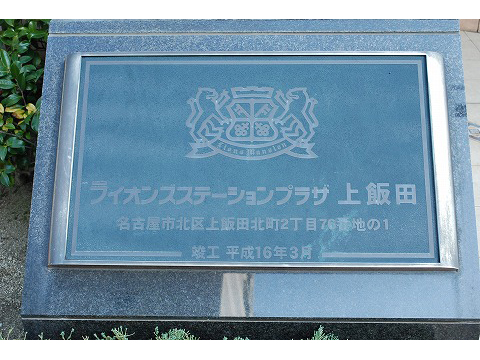 Lions Mansion
ライオンズステーションプラザ 上飯田
名古屋市北区上飯田北町2丁目76番地の1
竣工 平成16年3月